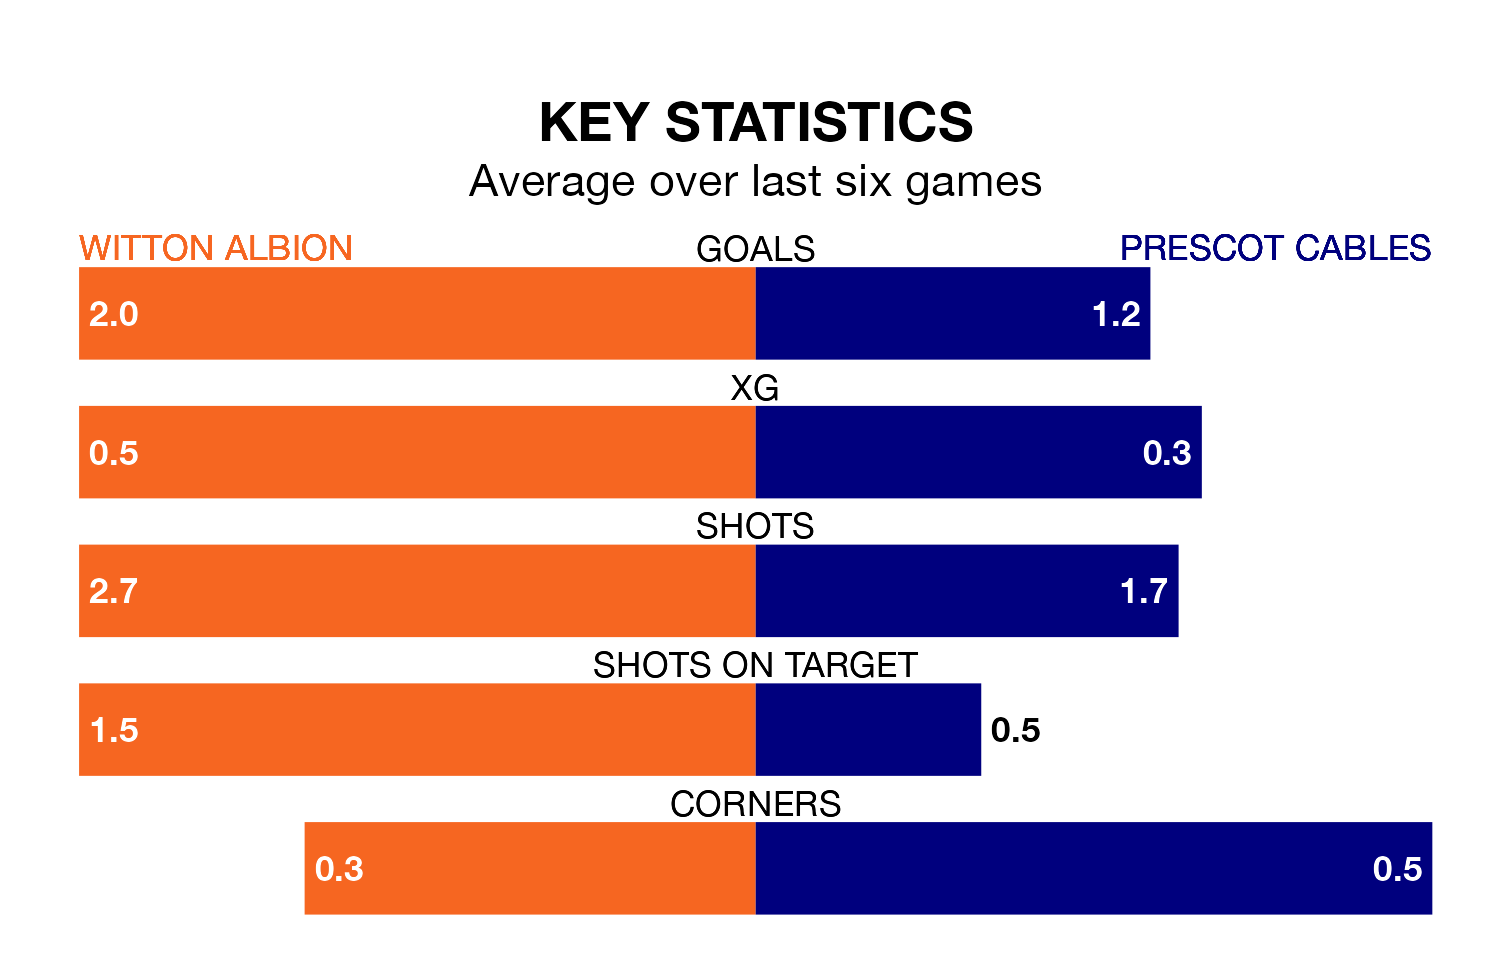 KEY STATISTICS
Average over last six games
WITTON ALBION GOALS PRESCOT CABLES
2.0 1.2
XG
0.5 0.3
SHOTS
2.7 1.7
SHOTS ON TARGET
1.5 0.5
CORNERS
0.3 0.5